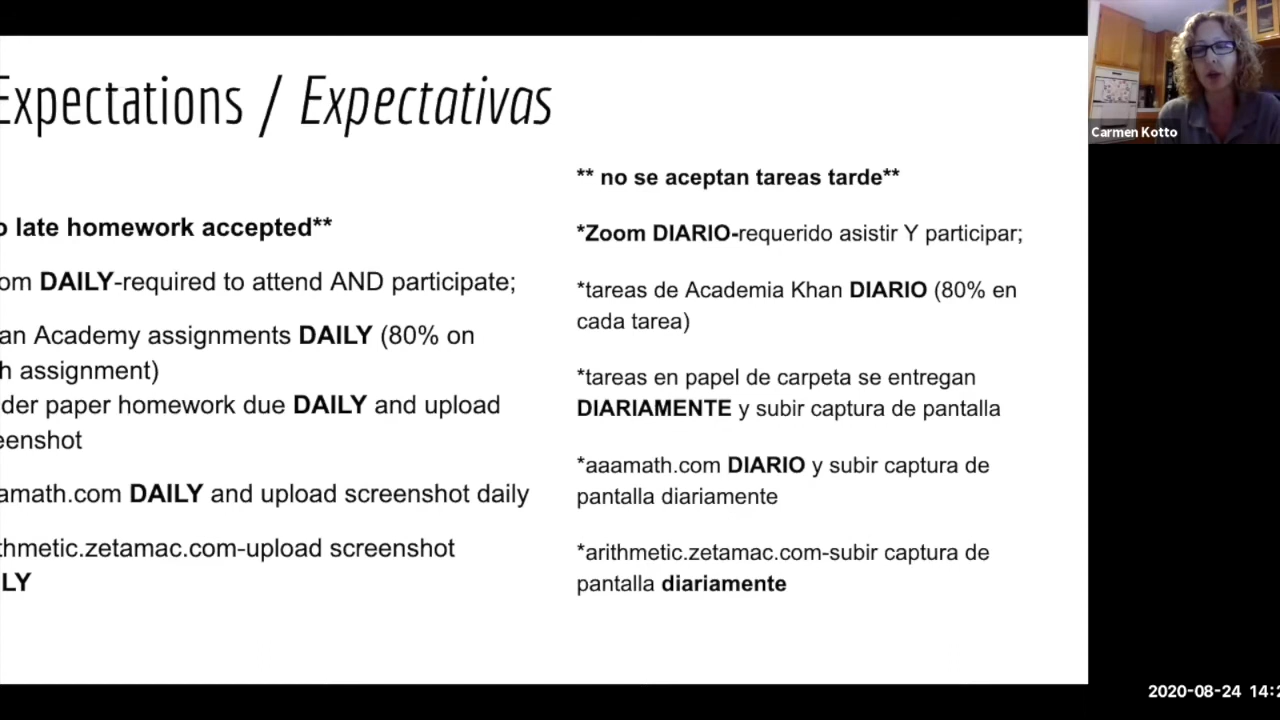 Expectations / Expectativas
o late homework accepted**
om DAILY-required to attend AND participate;
an Academy assignments DAILY (80% on
h assignment)
der paper homework due DAILY and upload
eenshot
amath.com DAILY and upload screenshot daily
thmetic.zetamac.com-upload screenshot
LY
** no se aceptan tareas tarde**
*Zoom DIARIO-requerido asistir Y participar;
*tareas de Academia Khan DIARIO (80% en
cada tarea)
*tareas en papel de carpeta se entregan
DIARIAMENTE y subir captura de pantalla
*aaamath.com DIARIO y subir captura de
pantalla diariamente
*arithmetic.zetamac.com-subir captura de
pantalla diariamente
Carmen Kotto
2020-08-24 14:2